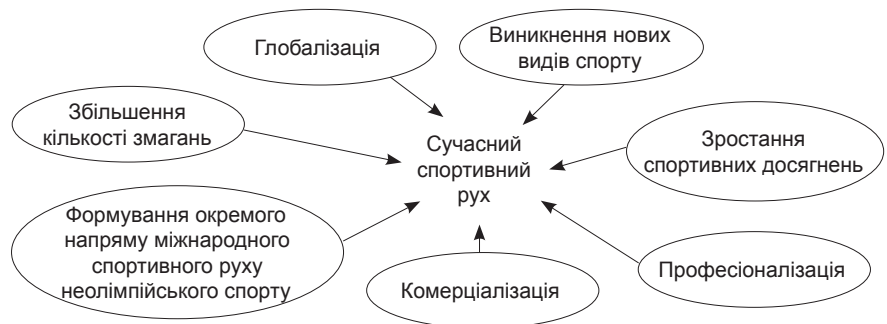 Глобалізація
Виникнення нових
видів спорту
Збільшення
кількості змагань
Сучасний
спортивний
рух
Зростання
спортивних досягнень
Формування окремого
напряму міжнародного
спортивного руху
неолімпійського спорту
Комерціалізація
Професіоналізація